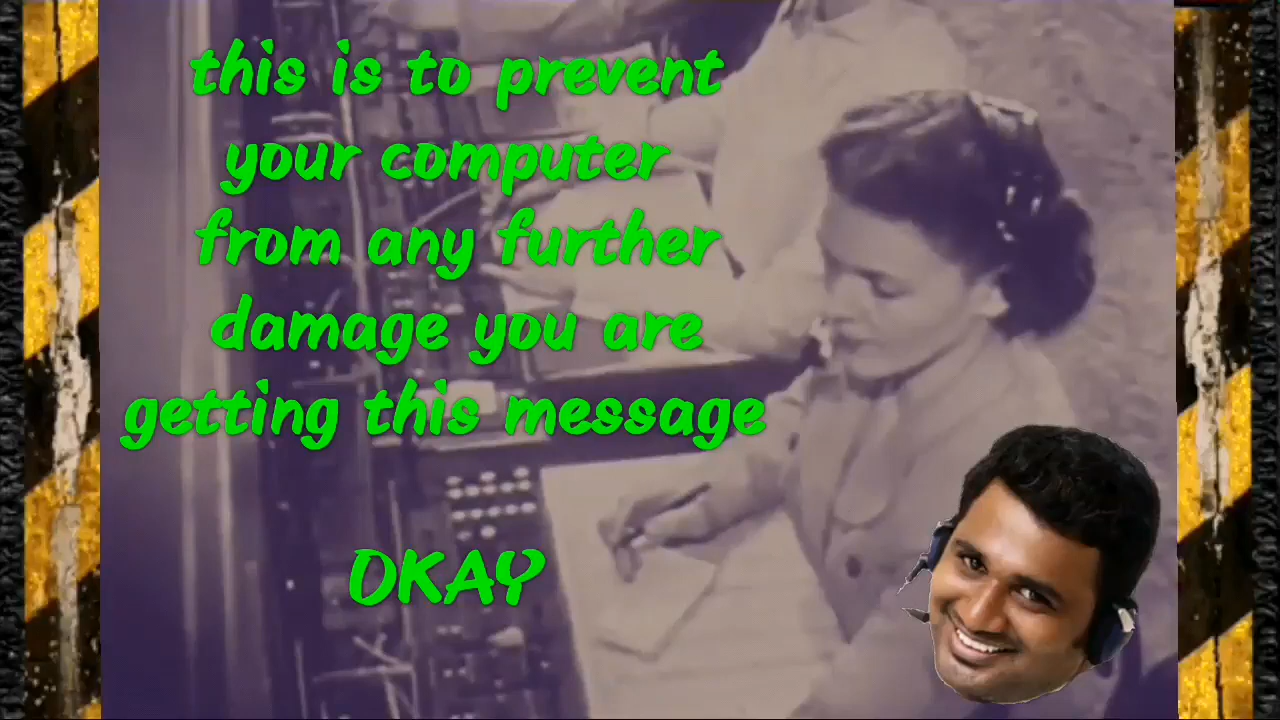 this is to prevent
your computer
from any further
damage you are
getting this message
OKAY